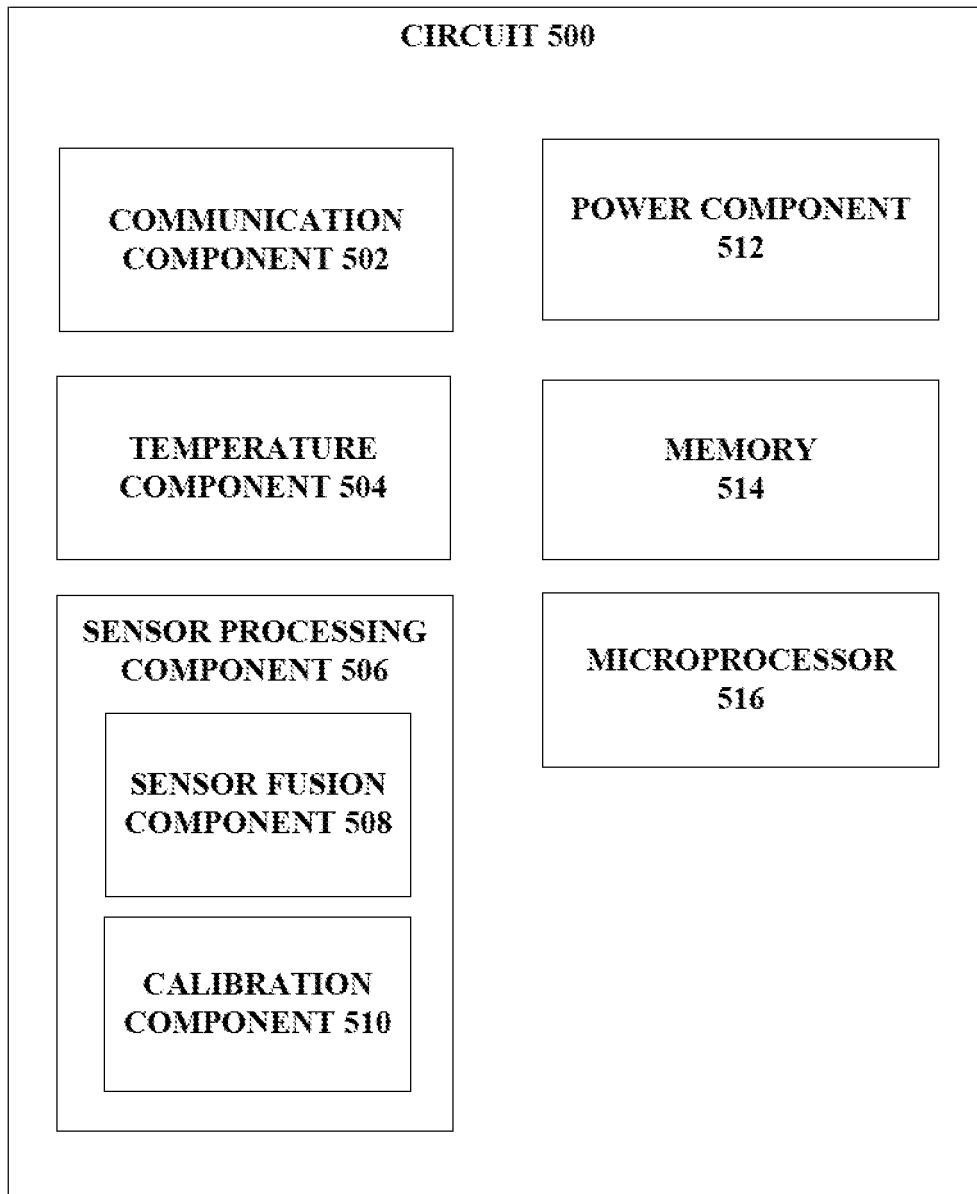 CIRCUIT 500
COMMUNICATION
COMPONENT 502
TEMPERATURE
COMPONENT 504
SENSOR PROCESSING
COMPONENT 506
SENSOR FUSION
COMPONENT 508
CALIBRATION
COMPONENT 510
POWER COMPONENT
512
MEMORY
514
MICROPROCESSOR
516